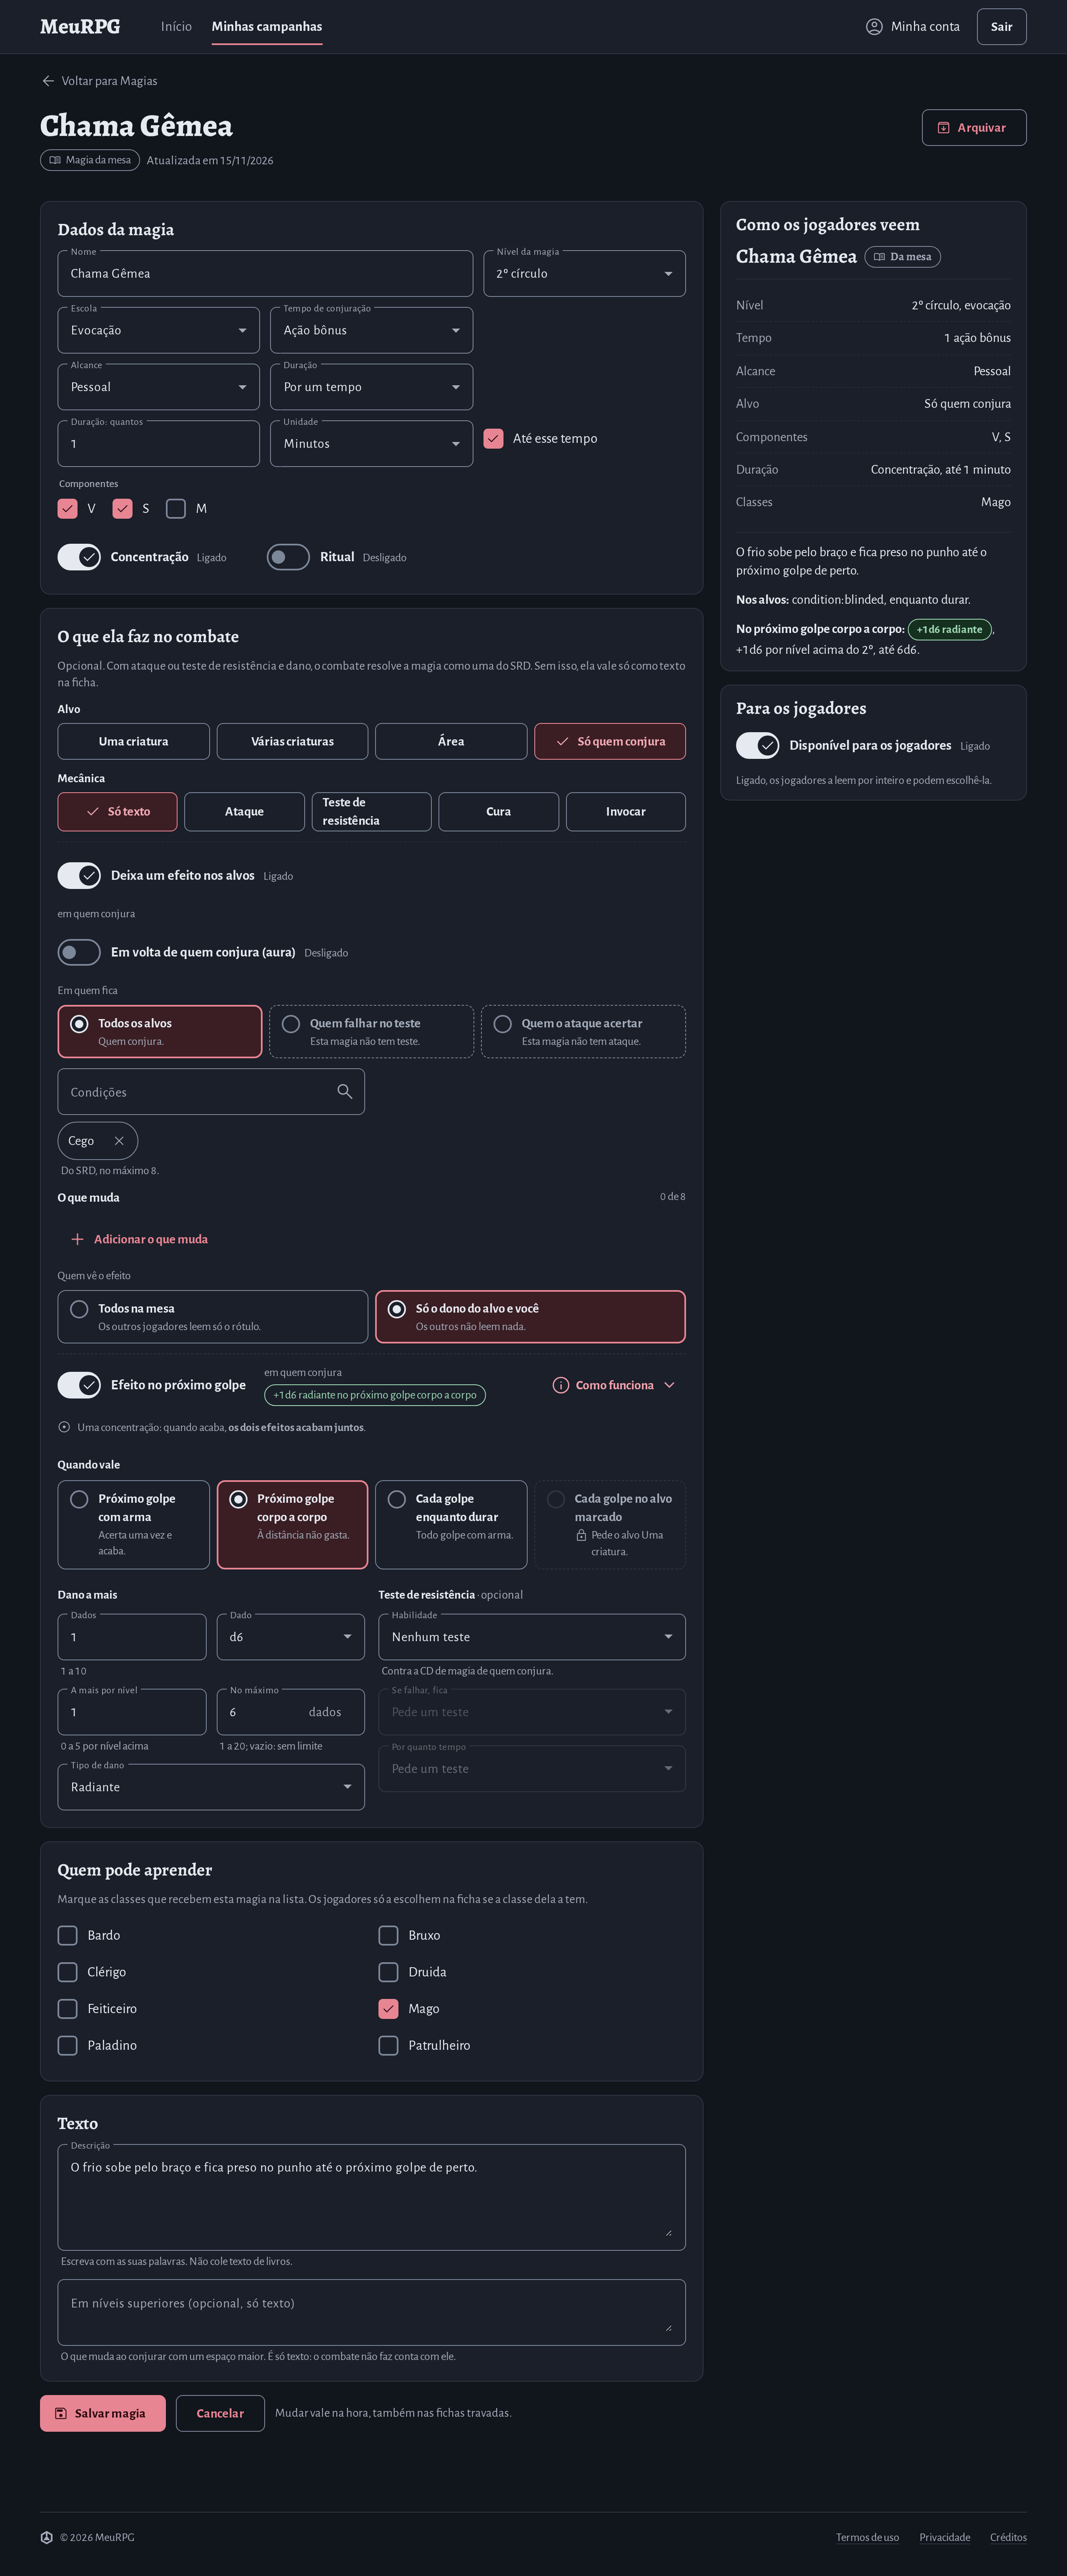 MeuRPG
Início
Minhas campanhas
Minha conta
Sair
Voltar para Magias
Chama Gêmea
Arquivar
Magia da mesa
Atualizada em 15/11/2026
Dados da magia
Nome
Chama Gêmea
Nível da magia
2º círculo
Escola
Evocação
Tempo de conjuração
Ação bônus
Alcance
Pessoal
Duração
Por um tempo
Duração: quantos
1
Unidade
Minutos
Até esse tempo
Componentes
V
S
M
Concentração Ligado
Ritual Desligado
O que ela faz no combate
Opcional. Com ataque ou teste de resistência e dano, o combate resolve a magia como uma do SRD. Sem isso, ela vale só como texto
na ficha.
Alvo
Uma criatura
Várias criaturas
Área
Só quem conjura
Mecânica
Só texto
Ataque
Teste de
resistência
Cura
Invocar
Deixa um efeito nos alvos Ligado
em quem conjura
Em volta de quem conjura (aura) Desligado
Em quem fica
Todos os alvos
Quem conjura.
Quem falhar no teste
Esta magia não tem teste.
Quem o ataque acertar
Esta magia não tem ataque.
Condições
Cego
Do SRD, no máximo 8.
O que muda
0 de 8
Adicionar o que muda
Quem vê o efeito
Todos na mesa
Os outros jogadores leem só o rótulo.
Só o dono do alvo e você
Os outros não leem nada.
Efeito no próximo golpe
em quem conjura
+1d6 radiante no próximo golpe corpo a corpo
Como funciona
Uma concentração: quando acaba, os dois efeitos acabam juntos.
Quando vale
Próximo golpe
com arma
Acerta uma vez e
acaba.
Próximo golpe
corpo a corpo
À distância não gasta.
Cada golpe
enquanto durar
Todo golpe com arma.
Cada golpe no alvo
marcado
Pede o alvo Uma
criatura.
Dano a mais
Dados
1
1 a 10
Dado
d6
A mais por nível
1
0 a 5 por nível acima
No máximo
6 dados
1 a 20; vazio: sem limite
Tipo de dano
Radiante
Teste de resistência · opcional
Habilidade
Nenhum teste
Contra a CD de magia de quem conjura.
Se falhar, fica
Pede um teste
Por quanto tempo
Pede um teste
Quem pode aprender
Marque as classes que recebem esta magia na lista. Os jogadores só a escolhem na ficha se a classe dela a tem.
Bardo
Bruxo
Clérigo
Druida
Feiticeiro
Mago
Paladino
Patrulheiro
Texto
Descrição
O frio sobe pelo braço e fica preso no punho até o próximo golpe de perto.
Escreva com as suas palavras. Não cole texto de livros.
Em níveis superiores (opcional, só texto)
O que muda ao conjurar com um espaço maior. É só texto: o combate não faz conta com ele.
Salvar magia
Cancelar
Mudar vale na hora, também nas fichas travadas.
Como os jogadores veem
Chama Gêmea
Da mesa
Nível
2º círculo, evocação
Tempo
1 ação bônus
Alcance
Pessoal
Alvo
Só quem conjura
Componentes
V, S
Duração
Concentração, até 1 minuto
Classes
Mago
O frio sobe pelo braço e fica preso no punho até o
próximo golpe de perto.
Nos alvos: condition:blinded, enquanto durar.
No próximo golpe corpo a corpo: +1d6 radiante,
+1d6 por nível acima do 2º, até 6d6.
Para os jogadores
Disponível para os jogadores Ligado
Ligado, os jogadores a leem por inteiro e podem escolhê-la.
© 2026 MeuRPG
Termos de uso
Privacidade
Créditos